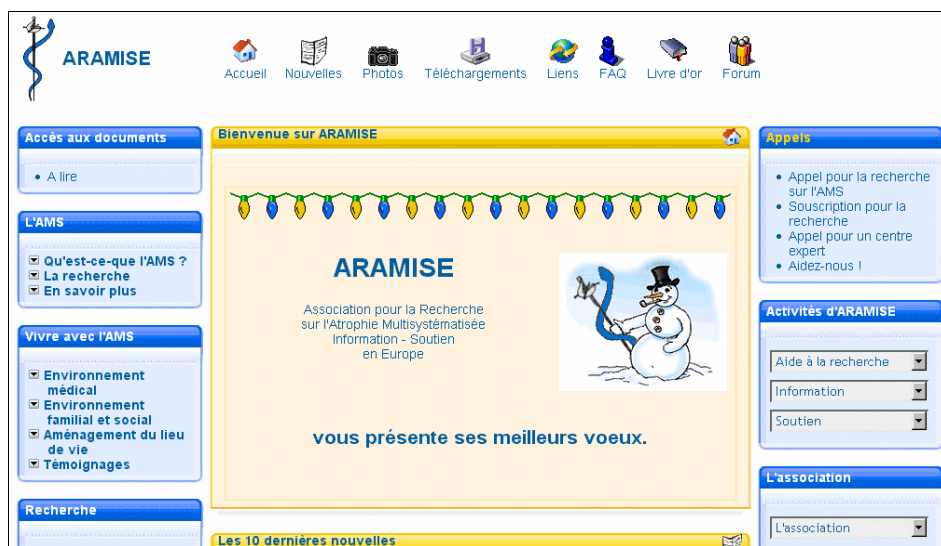 ARAMISE
Accueil
Nouvelles
Photos
Téléchargements
Liens
FAQ
Livre d'or
Forum
Accès aux documents
A lire
L'AMS
Qu'est-ce-que l'AMS ?
La recherche
En savoir plus
Vivre avec l'AMS
Environnement
médical
Environnement
familial et social
Aménagement du lieu
de vie
Témoignages
Recherche
Bienvenue sur ARAMISE
ARAMISE
Association pour la Recherche
sur l'Atrophie Multisystématisée
Information - Soutien
en Europe
vous présente ses meilleurs voeux.
Les 10 dernières nouvelles
Appels
Appel pour la recherche
sur l'AMS
Souscription pour la
recherche
Appel pour un centre
expert
Aidez-nous !
Activités d'ARAMISE
Aide à la recherche
Information
Soutien
L'association
L'association